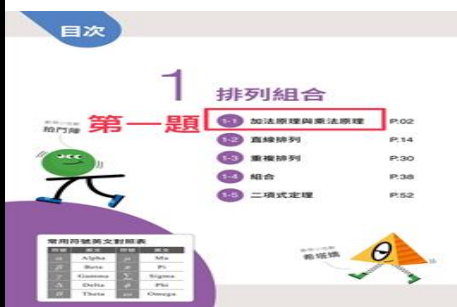 目次
1 排列組合
第一題
1-1 加法原理與乘法原理 P.02
1-2 直線排列 P.14
1-3 重複排列 P.30
1-4 組合 P.38
1-5 二項式定理 P.52
拍鬥陣
常用符號英文對照表
α Alpha μ Mu
β Beta π Pi
γ Gamma Σ Sigma
Δ Delta ϕ Phi
θ Theta ω Omega
希塔媽